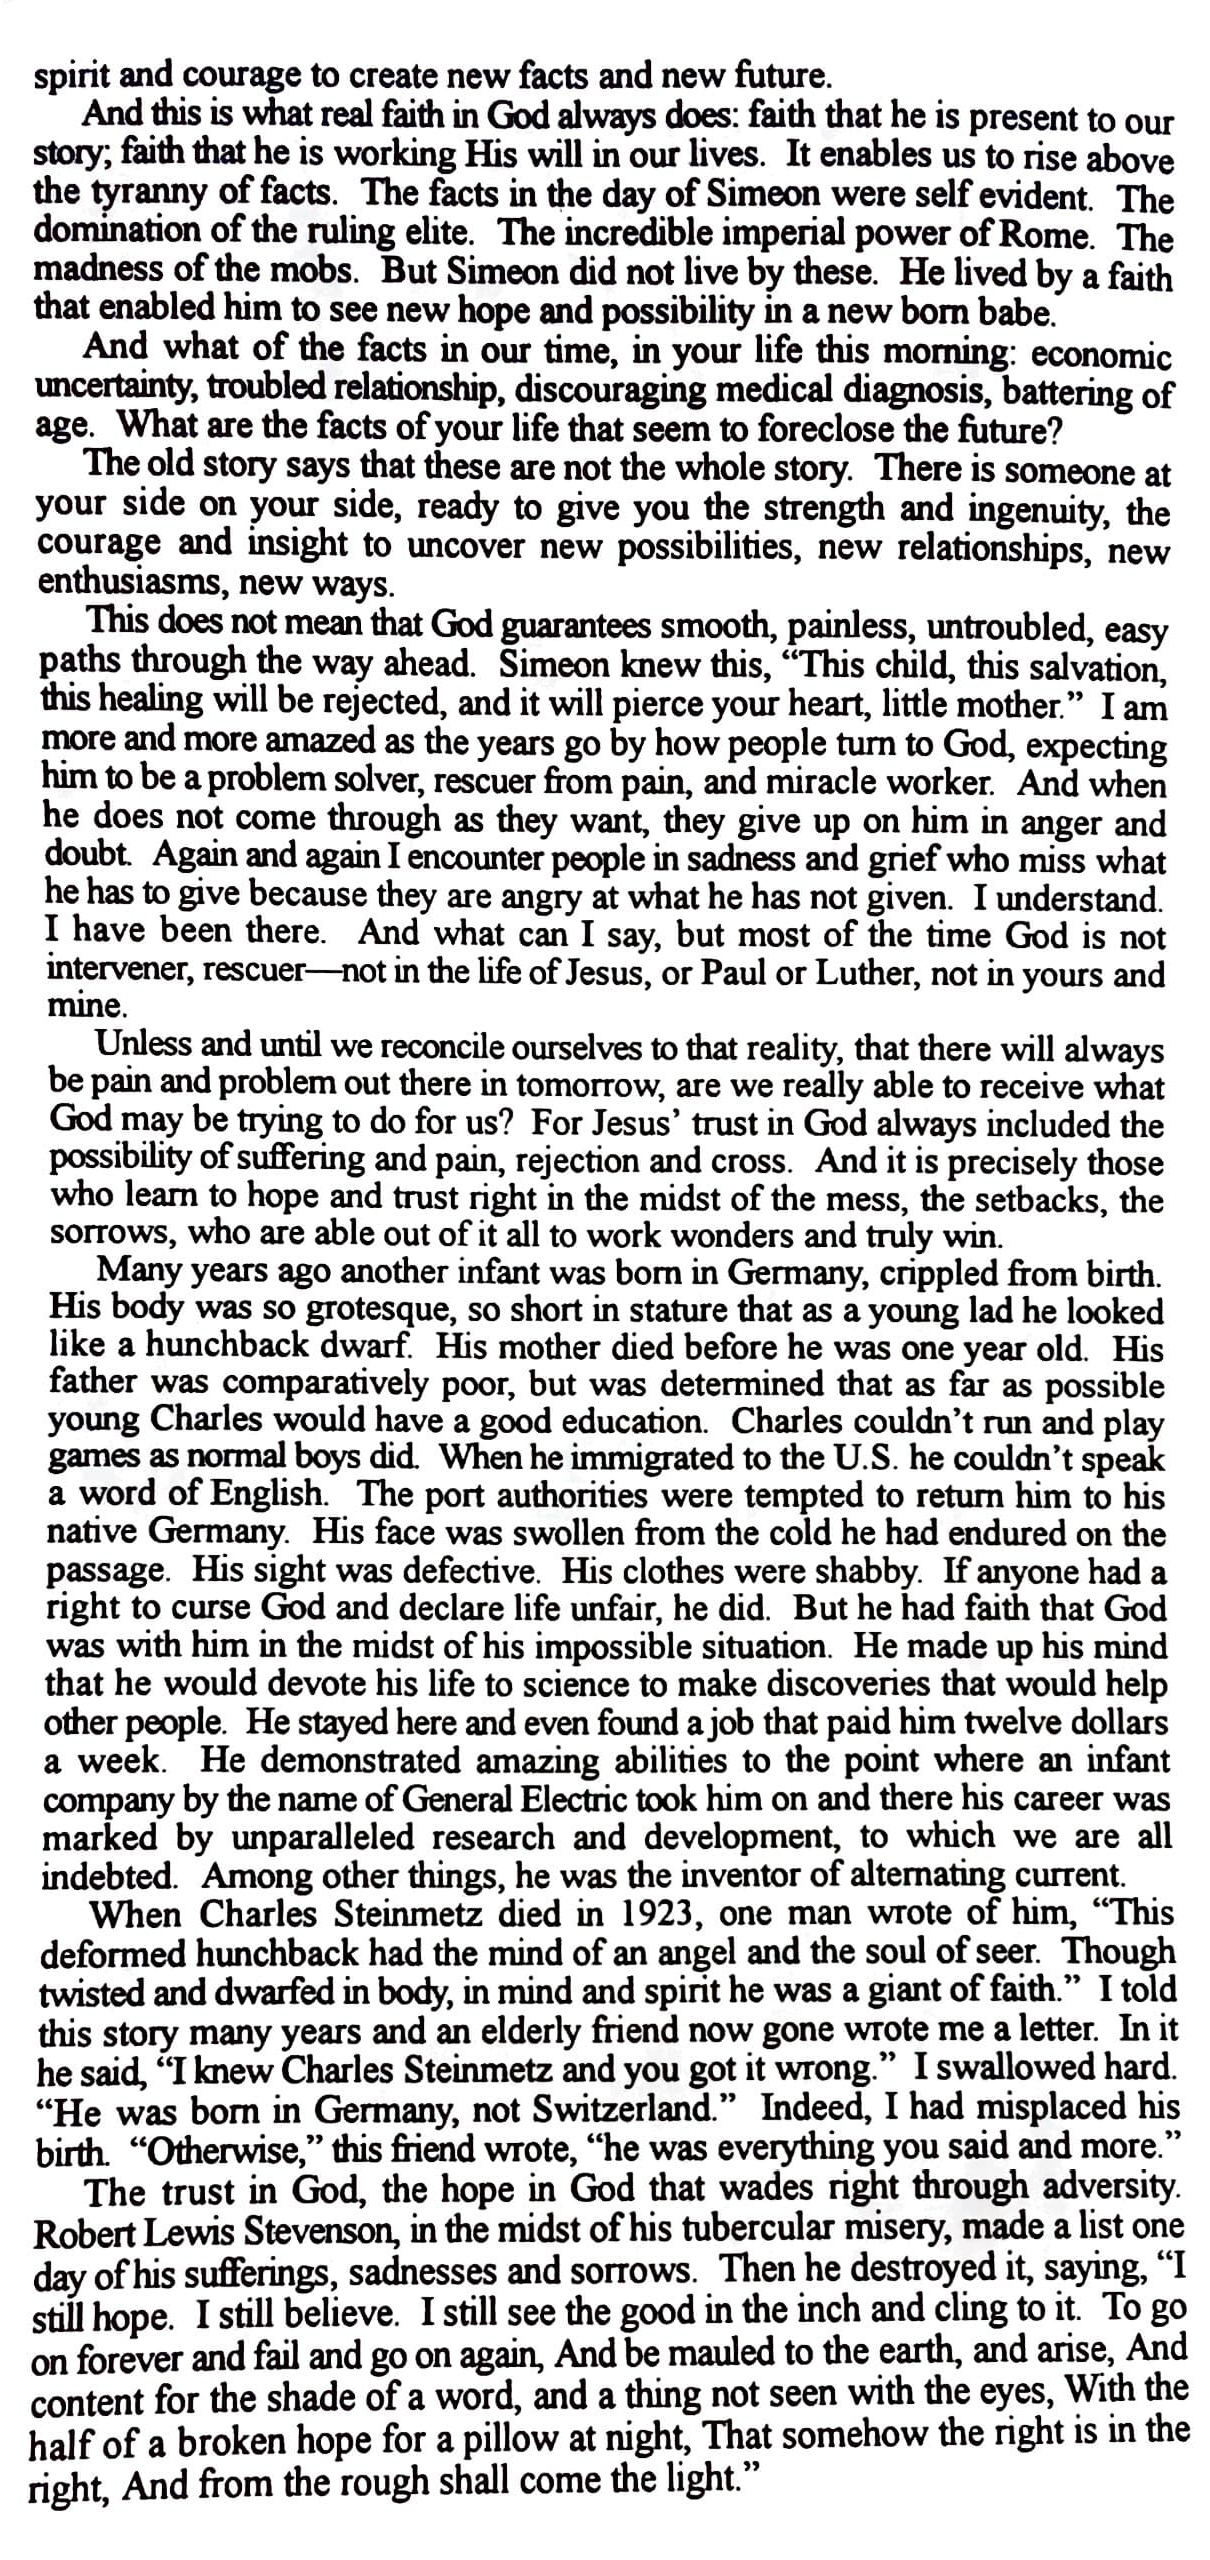 spirit and courage to create new facts and new future.
And this is what real faith in God always does: faith that he is present to our
story; faith that he is working His will in our lives. It enables us to rise above
the tyranny of facts. The facts in the day of Simeon were self evident. The
domination of the ruling elite. The incredible imperial power of Rome. The
madness of the mobs. But Simeon did not live by these. He lived by a faith
that enabled him to see new hope and possibility in a new born babe.
And what of the facts in our time, in your life this morning: economic
uncertainty, troubled relationship, discouraging medical diagnosis, battering of
age. What are the facts of your life that seem to foreclose the future?
The old story says that these are not the whole story. There is someone at
your side on your side, ready to give you the strength and ingenuity, the
courage and insight to uncover new possibilities, new relationships, new
enthusiasms, new ways.
This does not mean that God guarantees smooth, painless, untroubled, easy
paths through the way ahead. Simeon knew this, “This child, this salvation,
this healing will be rejected, and it will pierce your heart, little mother.” I am
more and more amazed as the years go by how people turn to God, expecting
him to be a problem solver, rescuer from pain, and miracle worker. And when
he does not come through as they want, they give up on him in anger and
doubt. Again and again I encounter people in sadness and grief who miss what
he has to give because they are angry at what he has not given. I understand.
I have been there. And what can I say, but most of the time God is not
intervener, rescuer—not in the life of Jesus, or Paul or Luther, not in yours and
mine.
Unless and until we reconcile ourselves to that reality, that there will always
be pain and problem out there in tomorrow, are we really able to receive what
God may be trying to do for us? For Jesus’ trust in God always included the
possibility of suffering and pain, rejection and cross. And it is precisely those
who learn to hope and trust right in the midst of the mess, the setbacks, the
sorrows, who are able out of it all to work wonders and truly win.
Many years ago another infant was born in Germany, crippled from birth.
His body was so grotesque, so short in stature that as a young lad he looked
like a hunchback dwarf. His mother died before he was one year old. His
father was comparatively poor, but was determined that as far as possible
young Charles would have a good education. Charles couldn’t run and play
games as normal boys did. When he immigrated to the U.S. he couldn’t speak
a word of English. The port authorities were tempted to return him to his
native Germany. His face was swollen from the cold he had endured on the
passage. His sight was defective. His clothes were shabby. If anyone had a
right to curse God and declare life unfair, he did. But he had faith that God
was with him in the midst of his impossible situation. He made up his mind
that he would devote his life to science to make discoveries that would help
other people. He stayed here and even found a job that paid him twelve dollars
a week. He demonstrated amazing abilities to the point where an infant
company by the name of General Electric took him on and there his career was
marked by unparalleled research and development, to which we are all
indebted. Among other things, he was the inventor of alternating current.
When Charles Steinmetz died in 1923, one man wrote of him, “This
deformed hunchback had the mind of an angel and the soul of seer. Though
twisted and dwarfed in body, in mind and spirit he was a giant of faith.” I told
this story many years and an elderly friend now gone wrote me a letter. In it
he said, “I knew Charles Steinmetz and you got it wrong.” I swallowed hard.
“He was born in Germany, not Switzerland.” Indeed, I had misplaced his
birth. “Otherwise,” this friend wrote, “he was everything you said and more.”
The trust in God, the hope in God that wades right through adversity.
Robert Lewis Stevenson, in the midst of his tubercular misery, made a list one
day of his sufferings, sadnesses and sorrows. Then he destroyed it, saying, “I
still hope. I still believe. I still see the good in the inch and cling to it. To go
on forever and fail and go on again, And be mauled to the earth, and arise, And
content for the shade of a word, and a thing not seen with the eyes, With the
half of a broken hope for a pillow at night, That somehow the right is in the
right, And from the rough shall come the light.”